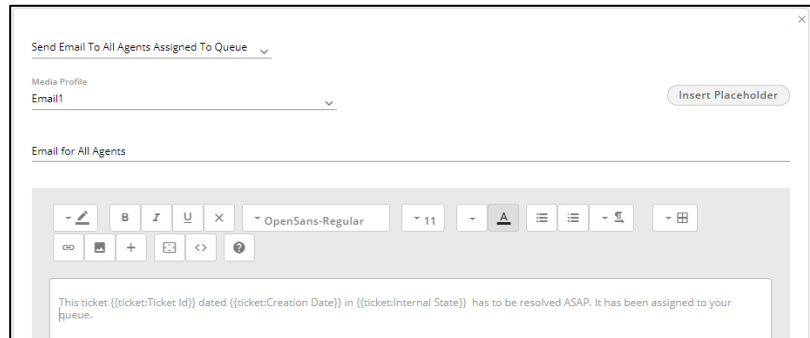 Send Email To All Agents Assigned To Queue
Media Profile
Email1
Insert Placeholder
Email for All Agents
B I U OpenSans-Regular 11 A
This ticket {{ticket:Ticket Id}} dated {{ticket:Creation Date}} in {{ticket:Internal State}} has to be resolved ASAP. It has been assigned to your
queue.